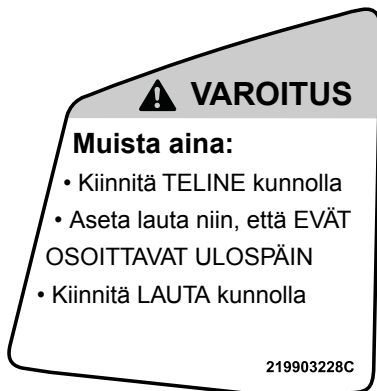 VAROITUS
Muista aina:
• Kiinnitä TELINE kunnolla
• Aseta lauta niin, että EVÄT
OSOITTAVAT ULOSPÄIN
• Kiinnitä LAUTA kunnolla
219903228C